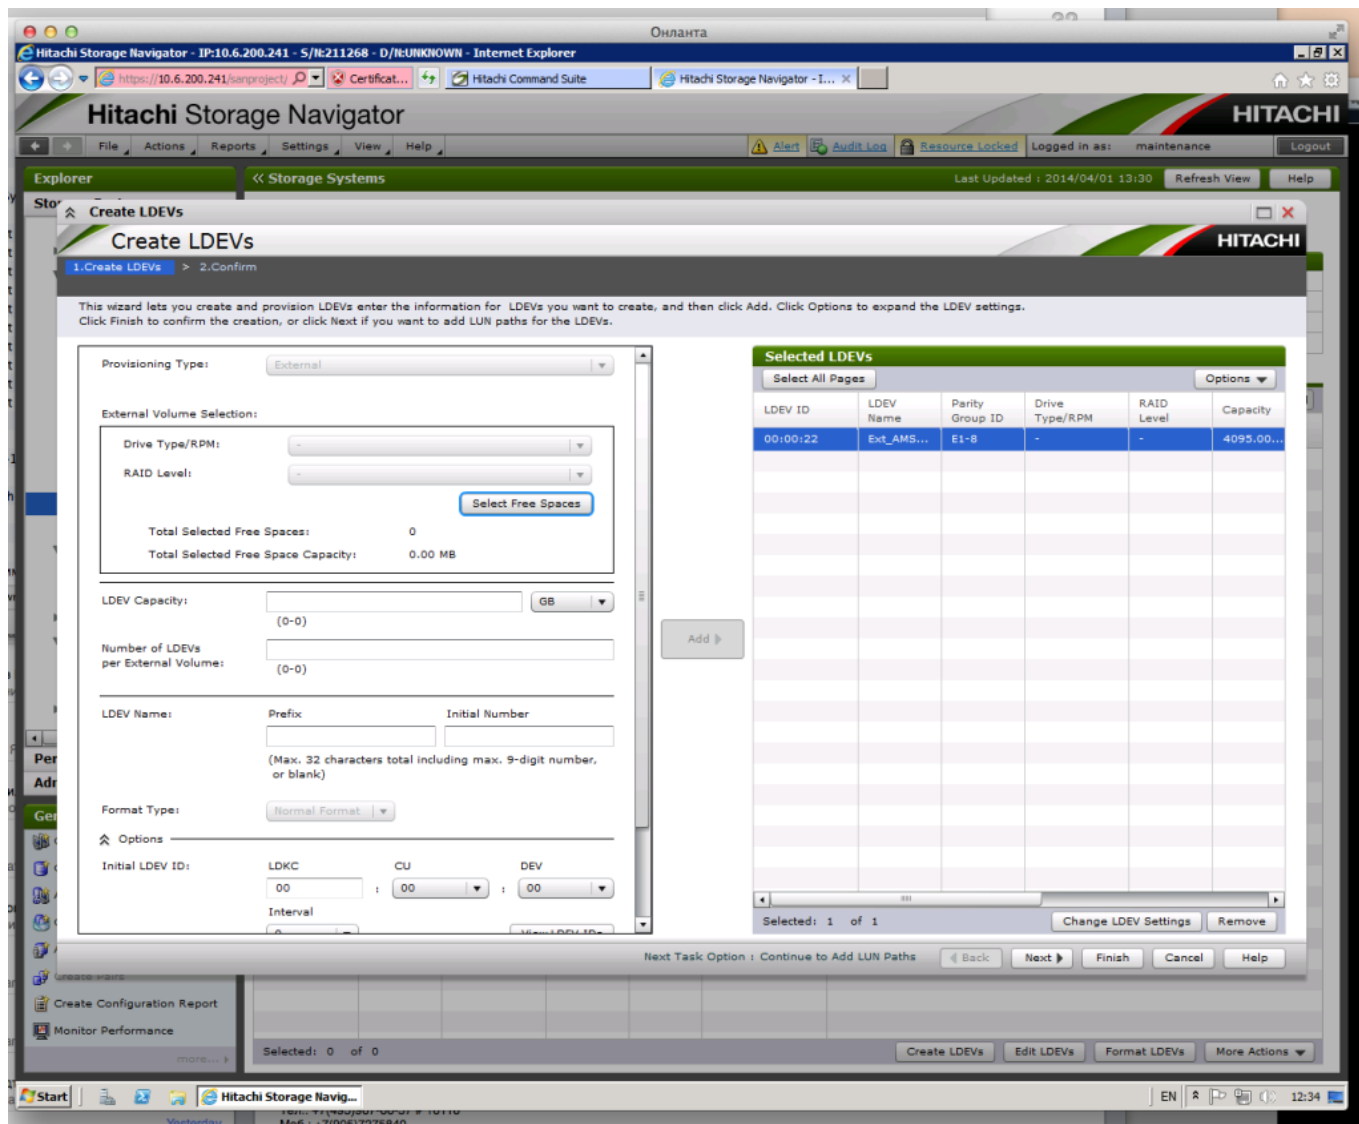 Онланта
Hitachi Storage Navigator - IP:10.6.200.241 - S/N:211268 - D/N:UNKNOWN - Internet Explorer
https://10.6.200.241/sanproject/ Certificat... Hitachi Command Suite Hitachi Storage Navigator - I...
Hitachi Storage Navigator HITACHI
File Actions Reports Settings View Help Alert Audit Log Resource Locked Logged in as: maintenance Logout
Explorer << Storage Systems Last Updated : 2014/04/01 13:30 Refresh View Help
Create LDEVs
Create LDEVs HITACHI
1.Create LDEVs > 2.Confirm
This wizard lets you create and provision LDEVs enter the information for LDEVs you want to create, and then click Add. Click Options to expand the LDEV settings.
Click Finish to confirm the creation, or click Next if you want to add LUN paths for the LDEVs.
Provisioning Type: External
External Volume Selection:
Drive Type/RPM: -
RAID Level: -
Select Free Spaces
Total Selected Free Spaces: 0
Total Selected Free Space Capacity: 0.00 MB
LDEV Capacity: GB
(0-0)
Number of LDEVs
per External Volume:
(0-0)
LDEV Name: Prefix Initial Number
(Max. 32 characters total including max. 9-digit number,
or blank)
Format Type: Normal Format
Options
Initial LDEV ID: LDKC CU DEV
00 : 00 : 00
Interval
0 View LDEV IDs
Add
Selected LDEVs
Select All Pages Options
LDEV ID LDEV Name Parity Group ID Drive Type/RPM RAID Level Capacity
00:00:22 Ext_AMS... E1-8 - - 4095.00...
Selected: 1 of 1 Change LDEV Settings Remove
Next Task Option : Continue to Add LUN Paths Back Next Finish Cancel Help
Per
Adr
Ger
Create Pairs
Create Configuration Report
Monitor Performance
more...
Selected: 0 of 0 Create LDEVs Edit LDEVs Format LDEVs More Actions
Start Hitachi Storage Navig... EN 12:34
Yesterday